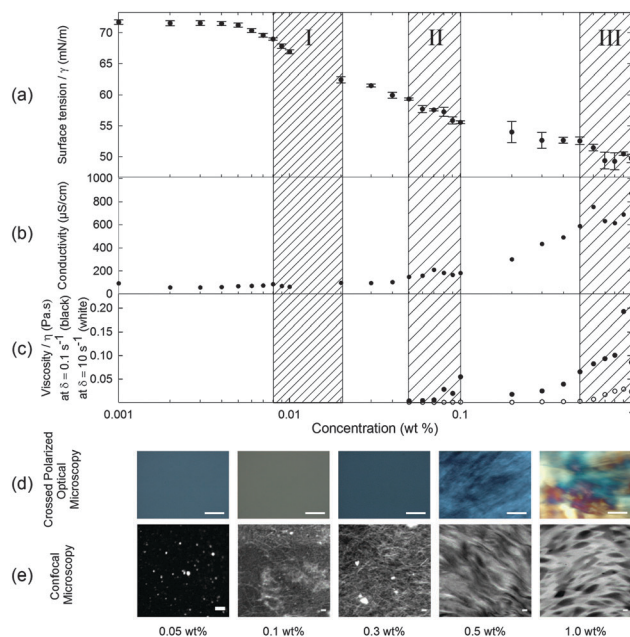 (a)
Surface tension / γ (mN/m)
70
65
60
55
50
I
II
III
(b)
Conductivity (µS/cm)
1000
800
600
400
200
0
(c)
Viscosity / η (Pa.s)
at δ = 0.1 s⁻¹ (black)
at δ = 10 s⁻¹ (white)
0.20
0.15
0.10
0.05
0.001
0.01
0.1
1
Concentration (wt %)
(d)
Crossed Polarized
Optical
Microscopy
(e)
Confocal
Microscopy
0.05 wt%
0.1 wt%
0.3 wt%
0.5 wt%
1.0 wt%